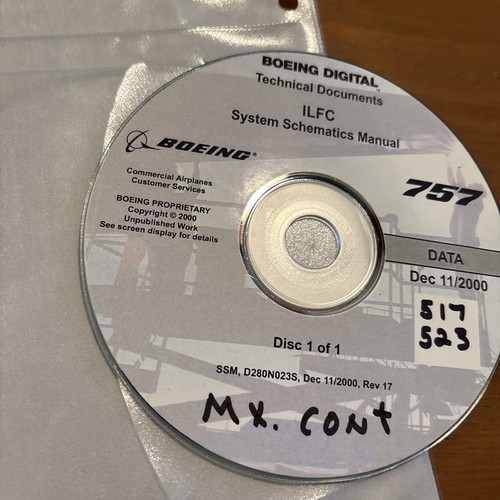 BOEING DIGITAL
Technical Documents
ILFC
System Schematics Manual
BOEING®
757
Commercial Airplanes
Customer Services
BOEING PROPRIETARY
Copyright © 2000
Unpublished Work
See screen display for details
DATA
Dec 11/2000
517
523
Disc 1 of 1
SSM, D280N023S, Dec 11/2000, Rev 17
MX. CONT